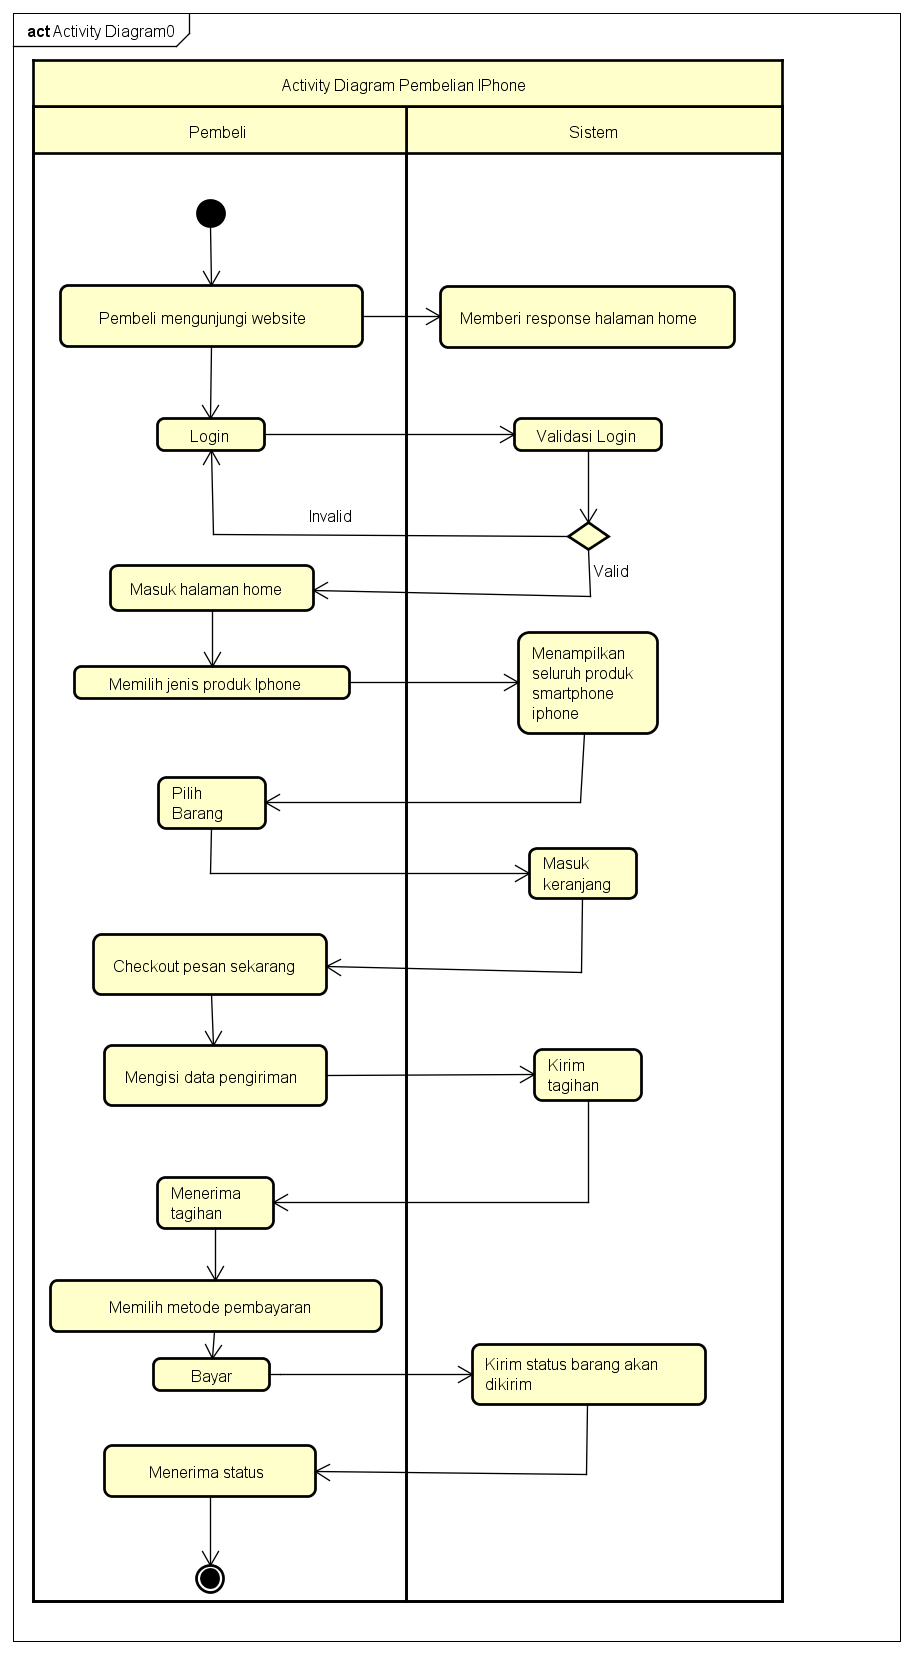 act Activity Diagram0
Activity Diagram Pembelian IPhone
Pembeli
Sistem
Pembeli mengunjungi website
Memberi response halaman home
Login
Validasi Login
Invalid
Valid
Masuk halaman home
Memilih jenis produk Iphone
Menampilkan
seluruh produk
smartphone
iphone
Pilih
Barang
Masuk
keranjang
Checkout pesan sekarang
Mengisi data pengiriman
Kirim
tagihan
Menerima
tagihan
Memilih metode pembayaran
Bayar
Kirim status barang akan
dikirim
Menerima status